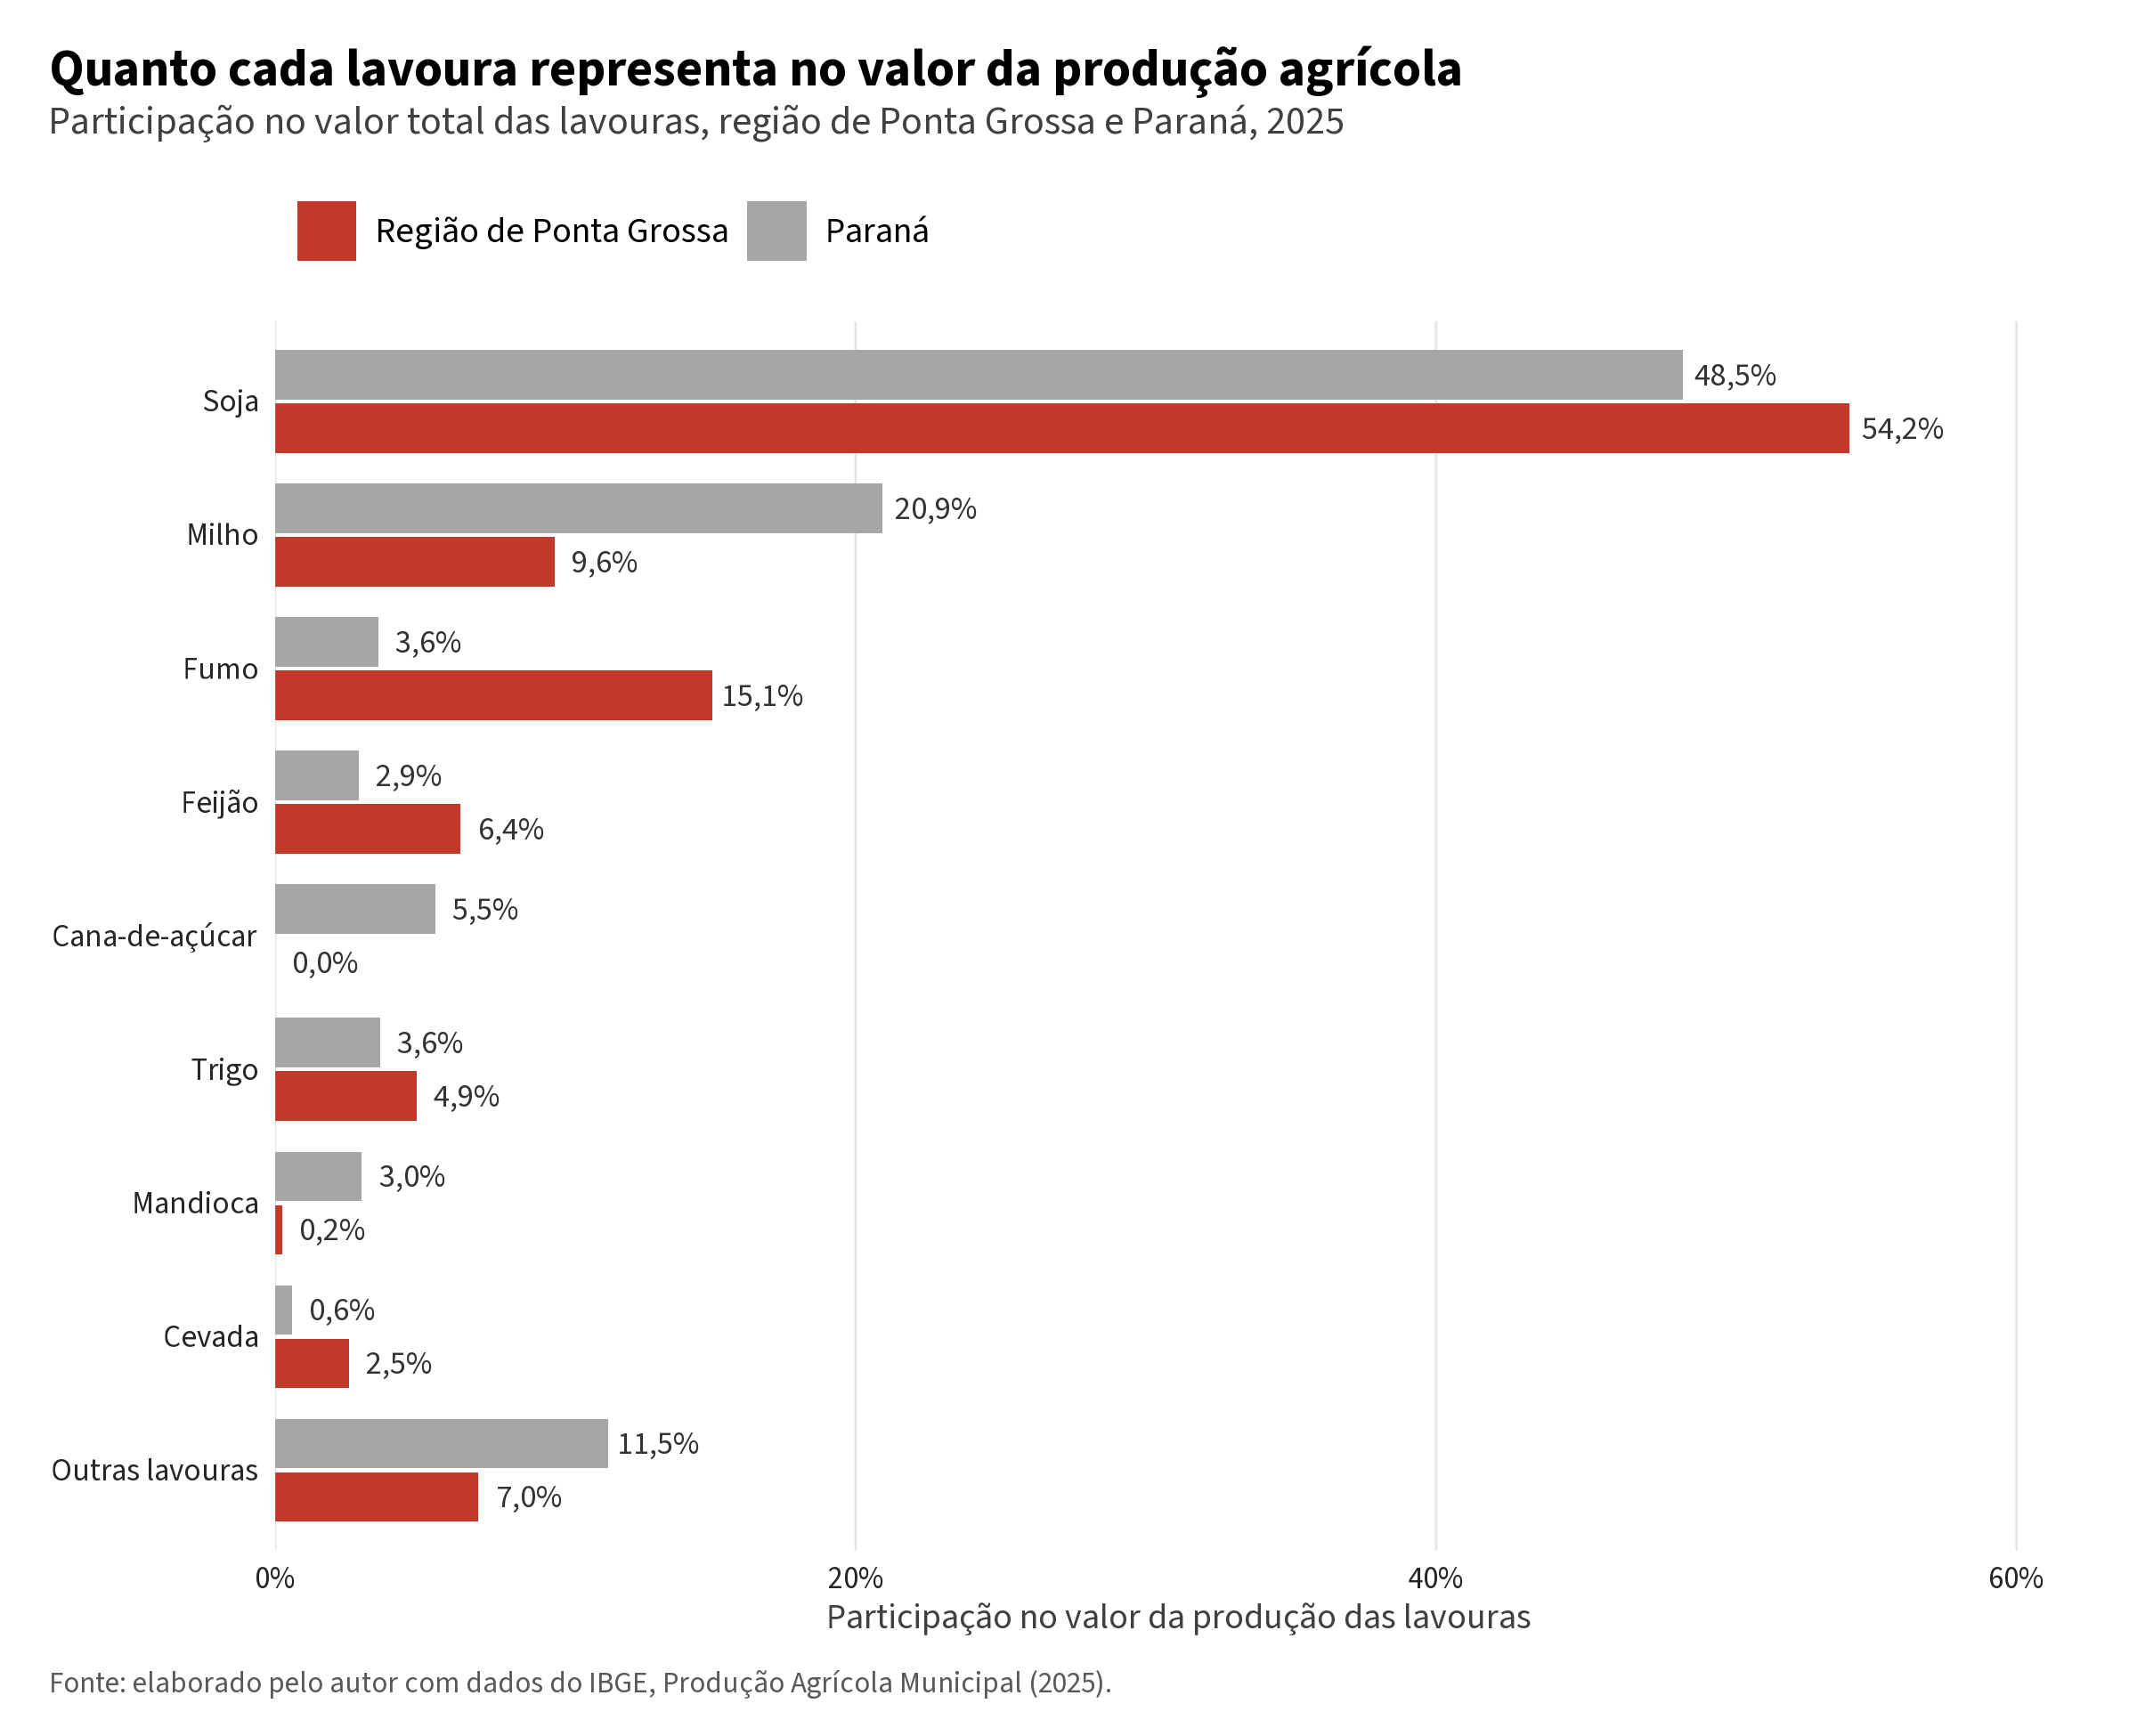 Quanto cada lavoura representa no valor da produção agrícola
Participação no valor total das lavouras, região de Ponta Grossa e Paraná, 2025
Região de Ponta Grossa
Paraná
Soja
48,5%
54,2%
Milho
20,9%
9,6%
Fumo
3,6%
15,1%
Feijão
2,9%
6,4%
Cana-de-açúcar
5,5%
0,0%
Trigo
3,6%
4,9%
Mandioca
3,0%
0,2%
Cevada
0,6%
2,5%
Outras lavouras
11,5%
7,0%
0%
20%
40%
60%
Participação no valor da produção das lavouras
Fonte: elaborado pelo autor com dados do IBGE, Produção Agrícola Municipal (2025).